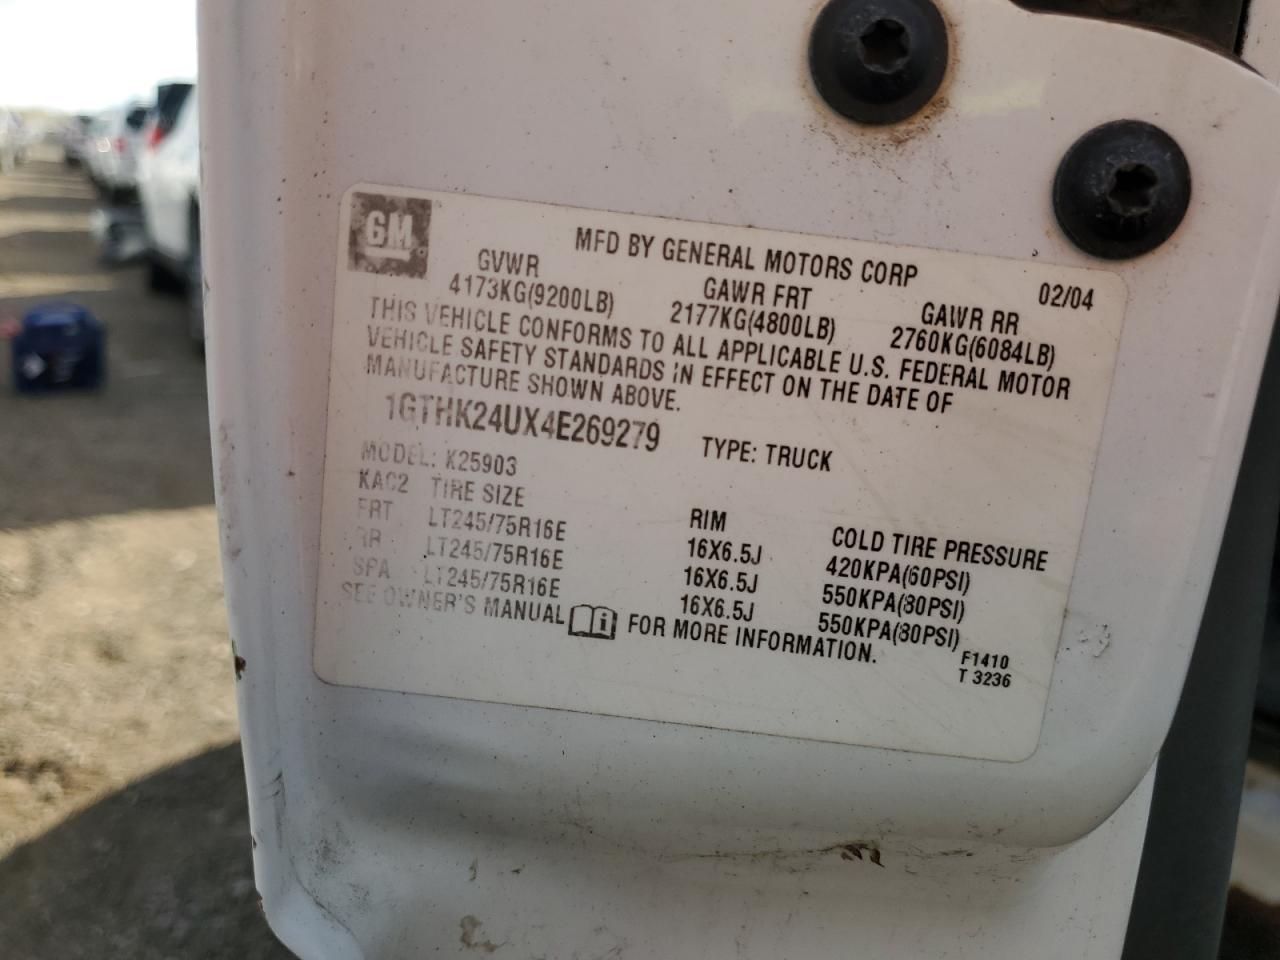 GM
MFD BY GENERAL MOTORS CORP 02/04
GVWR GAWR FRT GAWR RR
4173KG(9200LB) 2177KG(4800LB) 2760KG(6084LB)
THIS VEHICLE CONFORMS TO ALL APPLICABLE U.S. FEDERAL MOTOR
VEHICLE SAFETY STANDARDS IN EFFECT ON THE DATE OF
MANUFACTURE SHOWN ABOVE.
1GTHK24UX4E269279 TYPE: TRUCK
MODEL: K25903
KAC2 TIRE SIZE RIM COLD TIRE PRESSURE
FRT LT245/75R16E 16X6.5J 420KPA(60PSI)
RR LT245/75R16E 16X6.5J 550KPA(80PSI)
SPA LT245/75R16E 16X6.5J 550KPA(80PSI)
SEE OWNER'S MANUAL FOR MORE INFORMATION.
F1410
T 3236